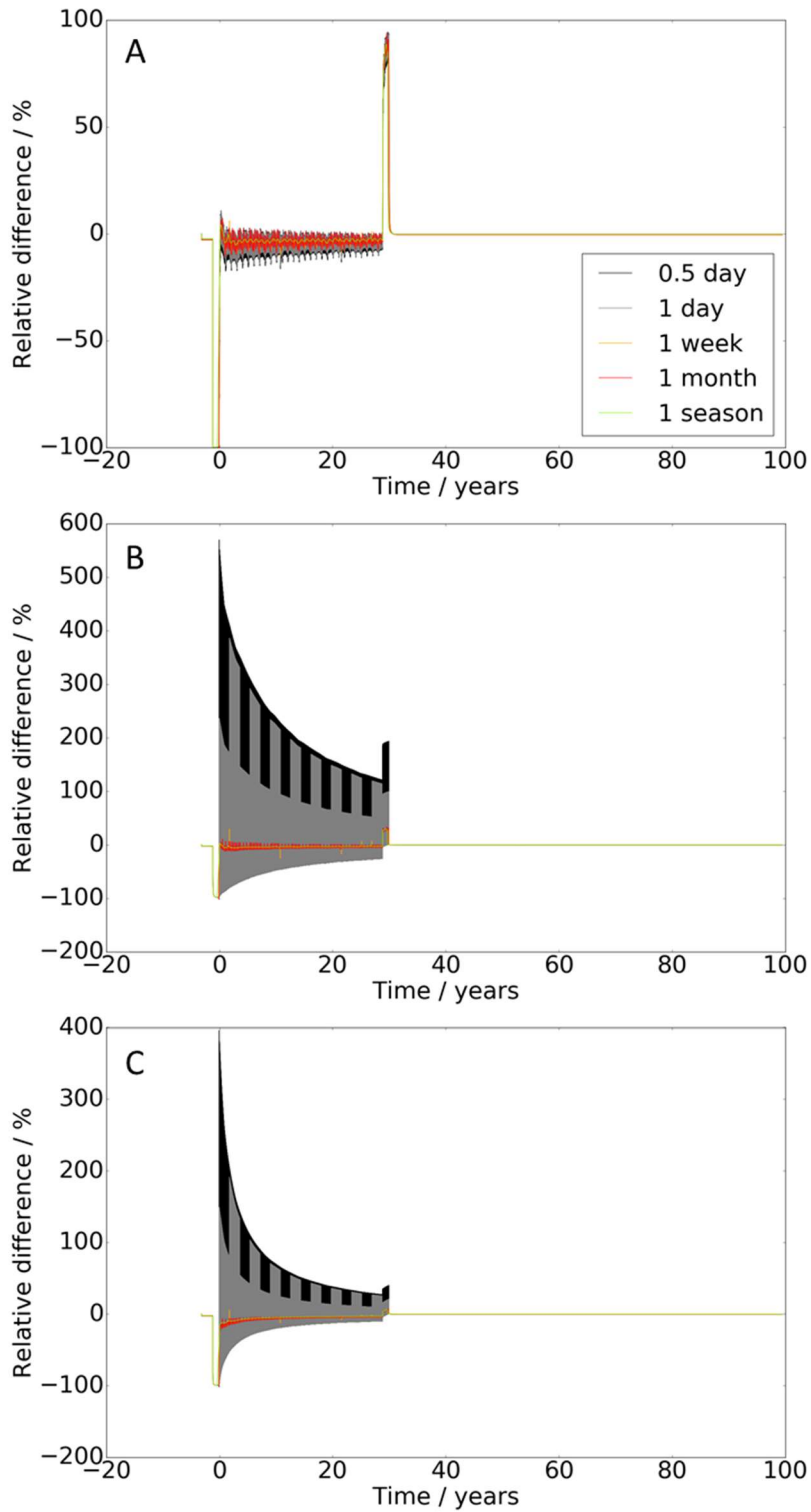 A
Relative difference / %
100
50
0
−50
−100
0.5 day
1 day
1 week
1 month
1 season
−20 0 20 40 60 80 100
Time / years
B
Relative difference / %
600
500
400
300
200
100
0
−100
−200
−20 0 20 40 60 80 100
Time / years
C
Relative difference / %
400
300
200
100
0
−100
−200
−20 0 20 40 60 80 100
Time / years